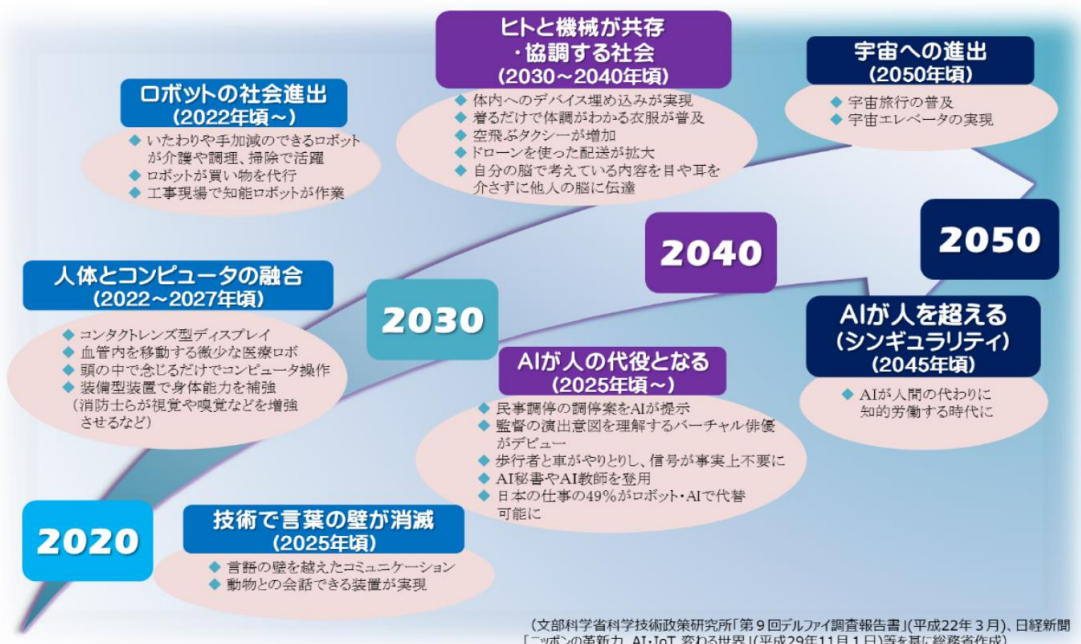 ロボットの社会進出
(2022年頃~)
◆ いたわりや手加減のできるロボット
が介護や調理、掃除で活躍
◆ ロボットが買い物を代行
◆ 工事現場で知能ロボットが作業
ヒトと機械が共存
・協調する社会
(2030~2040年頃)
◆ 体内へのデバイス埋め込みが実現
◆ 着るだけで体調がわかる衣服が普及
◆ 空飛ぶタクシーが増加
◆ ドローンを使った配送が拡大
◆ 自分の脳で考えている内容を目や耳を
介さずに他人の脳に伝達
宇宙への進出
(2050年頃)
◆ 宇宙旅行の普及
◆ 宇宙エレベータの実現
人体とコンピュータの融合
(2022~2027年頃)
◆ コンタクトレンズ型ディスプレイ
◆ 血管内を移動する微少な医療ロボ
◆ 頭の中で念じるだけでコンピュータ操作
◆ 装備型装置で身体能力を補強
(消防士らが視覚や嗅覚などを増強
させるなど)
2030
2040
2050
AIが人の代役となる
(2025年頃~)
◆ 民事調停の調停案をAIが提示
◆ 監督の演出意図を理解するバーチャル俳優
がデビュー
◆ 歩行者と車がやりとりし、信号が事実上不要に
◆ AI秘書やAI教師を登用
◆ 日本の仕事の49%がロボット・AIで代替
可能に
AIが人を超える
(シンギュラリティ)
(2045年頃)
◆ AIが人間の代わりに
知的労働する時代に
2020
技術で言葉の壁が消滅
(2025年頃)
◆ 言語の壁を越えたコミュニケーション
◆ 動物との会話できる装置が実現
(文部科学省科学技術政策研究所「第9回デルファイ調査報告書」(平成22年3月)、日経新聞
「ニッポンの革新力 AI・IoT 変わる世界」(平成29年11月1日)等を基に総務省作成)